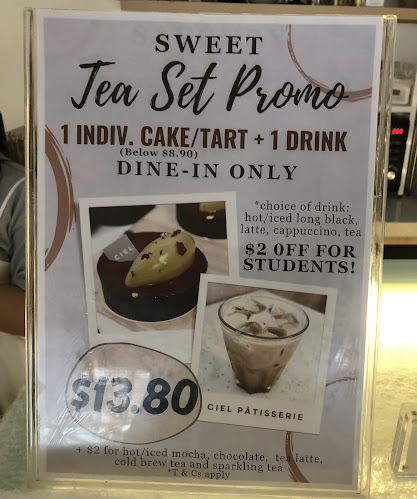 SWEET
Tea Set Promo
1 INDIV. CAKE/TART + 1 DRINK
(Below $8.90)
DINE-IN ONLY
*choice of drink:
hot/iced long black,
latte, cappuccino, tea
$2 OFF FOR
STUDENTS!
CIEL
$13.80
CIEL PÂTISSERIE
+ $2 for hot/iced mocha, chocolate, tea latte,
cold brew tea and sparkling tea
*T & Cs apply